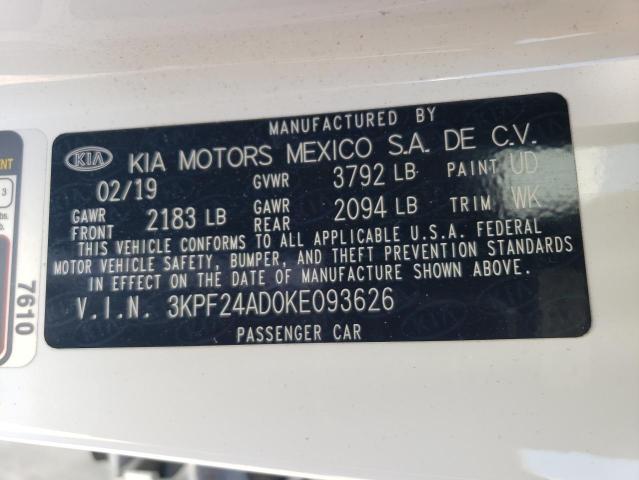 MANUFACTURED BY
KIA KIA MOTORS MEXICO S.A. DE C.V.
02/19 GVWR 3792 LB PAINT UD
GAWR FRONT 2183 LB GAWR REAR 2094 LB TRIM WK
THIS VEHICLE CONFORMS TO ALL APPLICABLE U.S.A. FEDERAL
MOTOR VEHICLE SAFETY, BUMPER, AND THEFT PREVENTION STANDARDS
IN EFFECT ON THE DATE OF MANUFACTURE SHOWN ABOVE.
V.I.N. 3KPF24AD0KE093626
PASSENGER CAR
7610
3